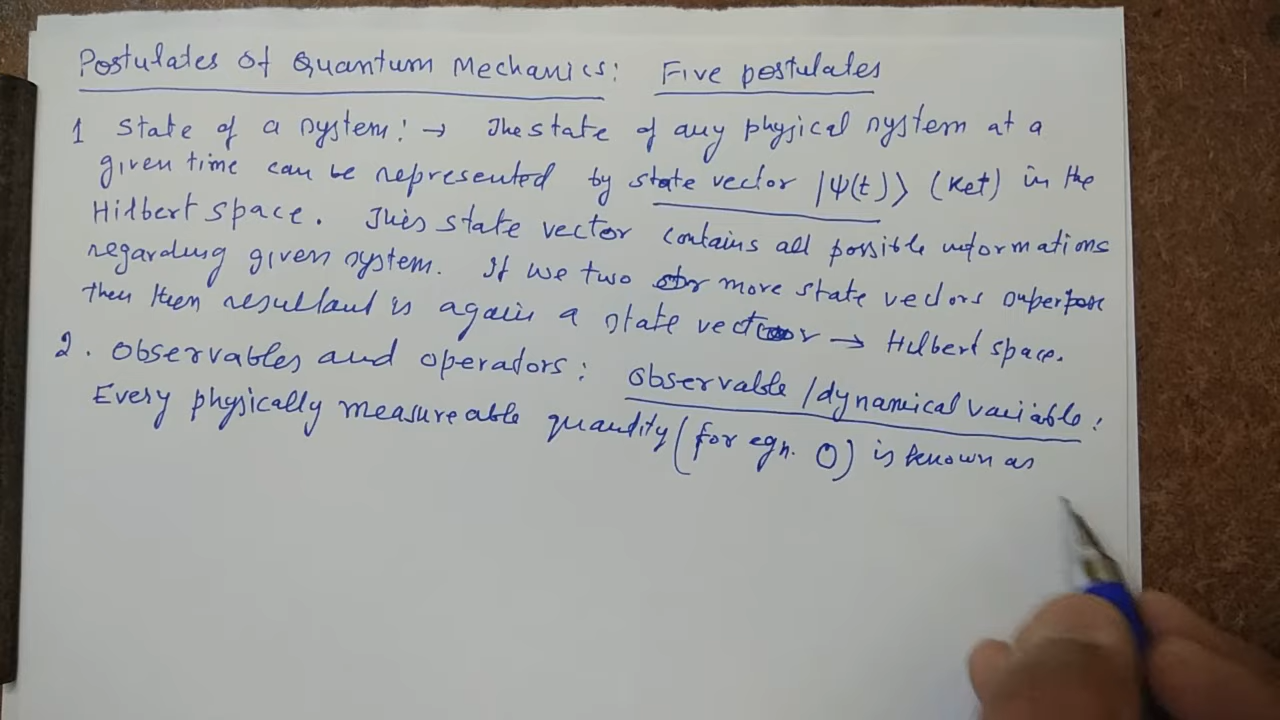 Postulates of Quantum Mechanics: Five postulates
1 State of a system: → The state of any physical system at a
given time can be represented by state vector |Ψ(t)⟩ (Ket) in the
Hilbert space. This state vector contains all possible informations
regarding given system. If we two or more state vectors superpose
then then resultant is again a state vector → Hilbert space.
2. Observables and operators: Observable/dynamical variable:
Every physically measureable quantity (for egn. O) is known as